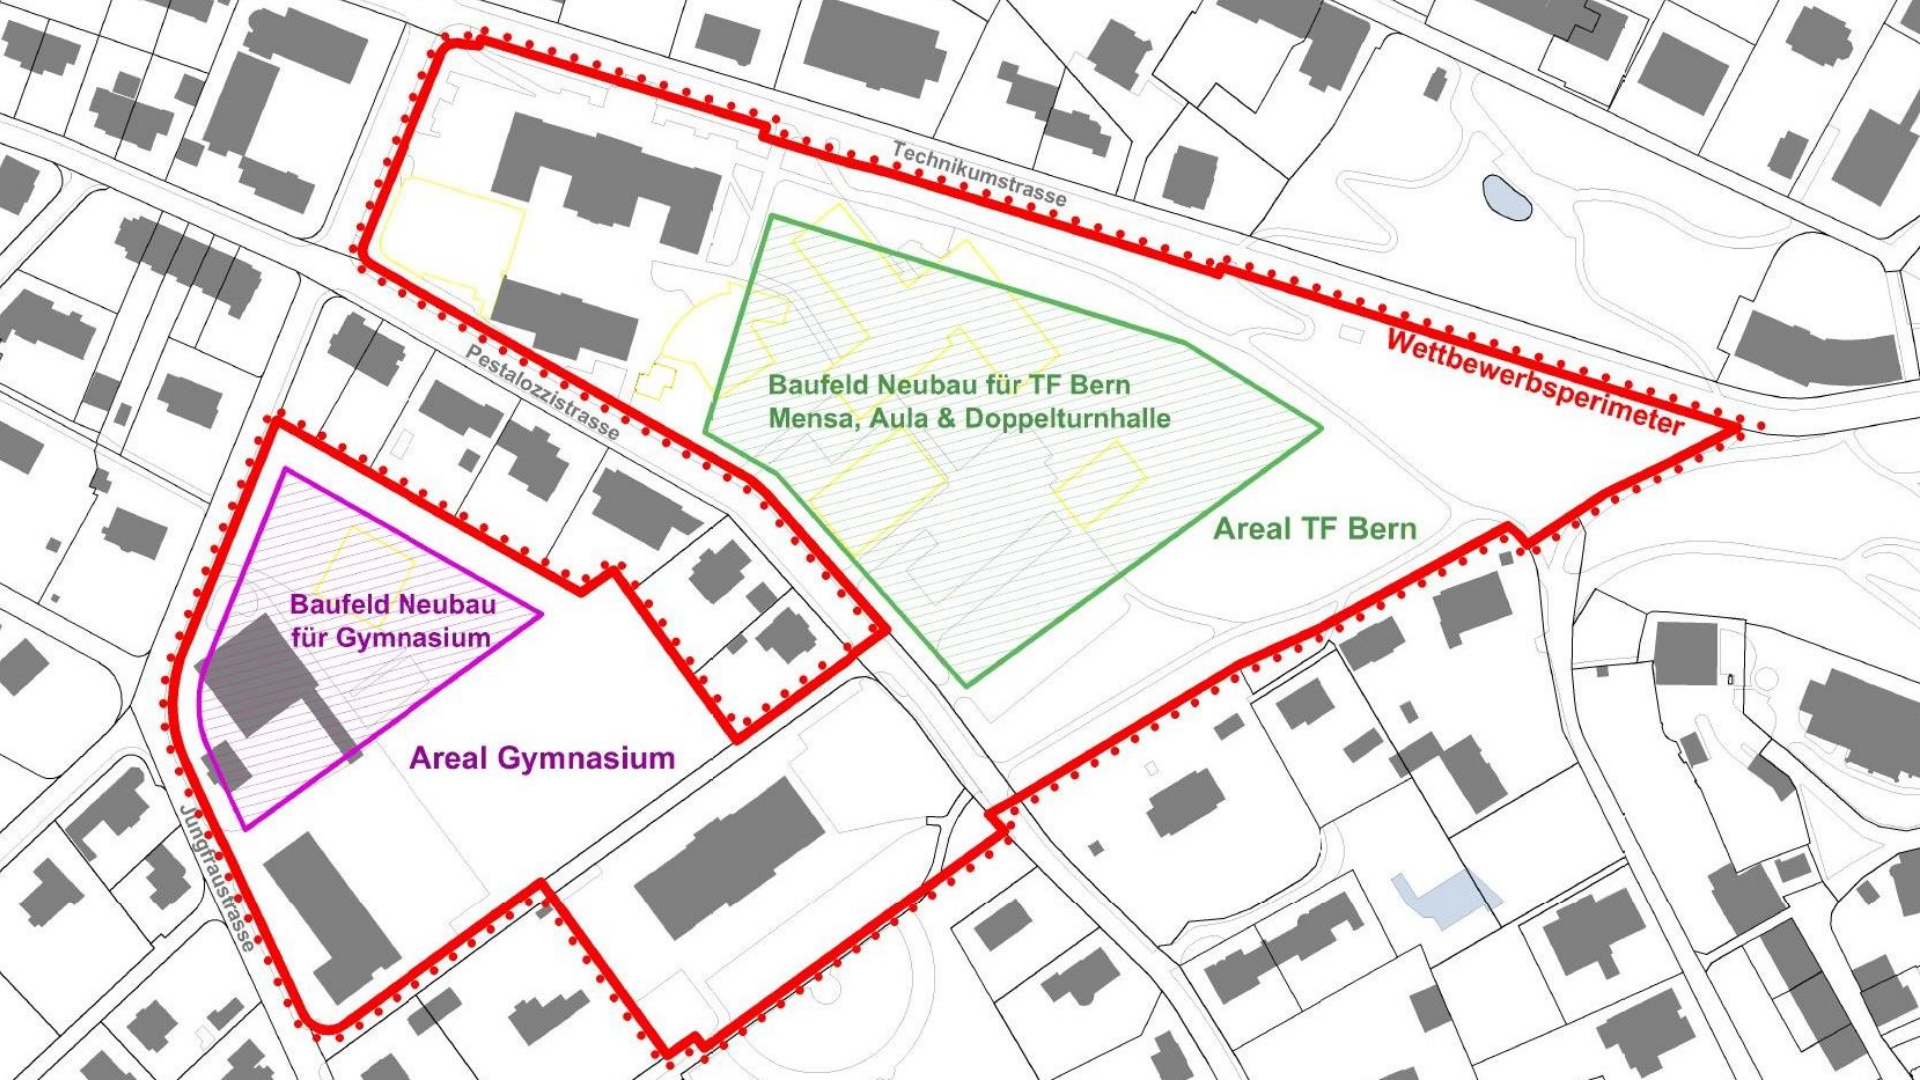 Technikumstrasse
Wettbewerbsperimeter
Pestalozzistrasse
Baufeld Neubau für TF Bern
Mensa, Aula & Doppelturnhalle
Areal TF Bern
Baufeld Neubau
für Gymnasium
Areal Gymnasium
Jungfraustrasse